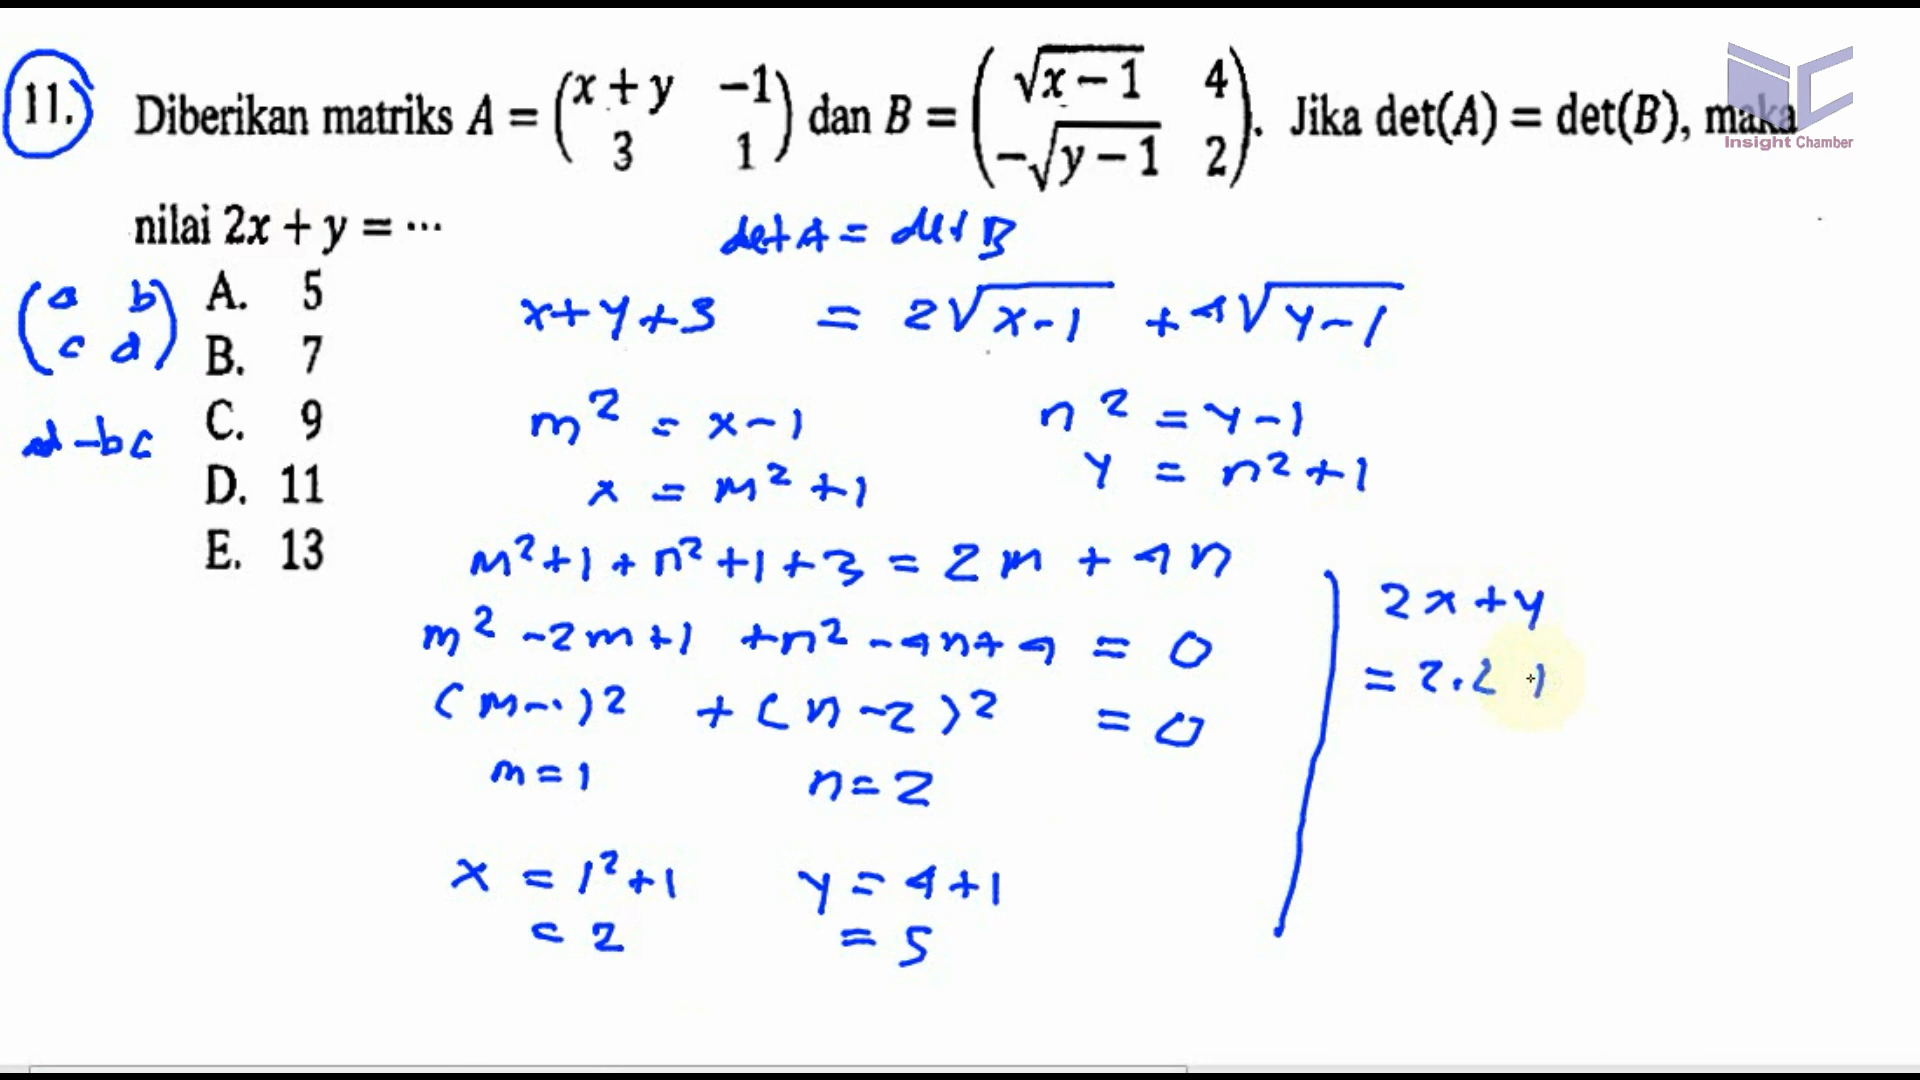 11. Diberikan matriks A = (x + y −1 3 1) dan B = (√x − 1 4 −√y − 1 2). Jika det(A) = det(B), maka
Insight Chamber
nilai 2x + y = ···
det A = det B
(a b c d)
ad - bc
A. 5
B. 7
C. 9
D. 11
E. 13
x + y + 3 = 2√x - 1 + 4√y - 1
m² = x - 1 n² = y - 1
x = m² + 1 y = n² + 1
m² + 1 + n² + 1 + 3 = 2m + 4n
m² - 2m + 1 + n² - 4n + 4 = 0
(m - 1)² + (n - 2)² = 0
m = 1 n = 2
x = 1² + 1 y = 4 + 1
= 2 = 5
2x + y
= 2.2